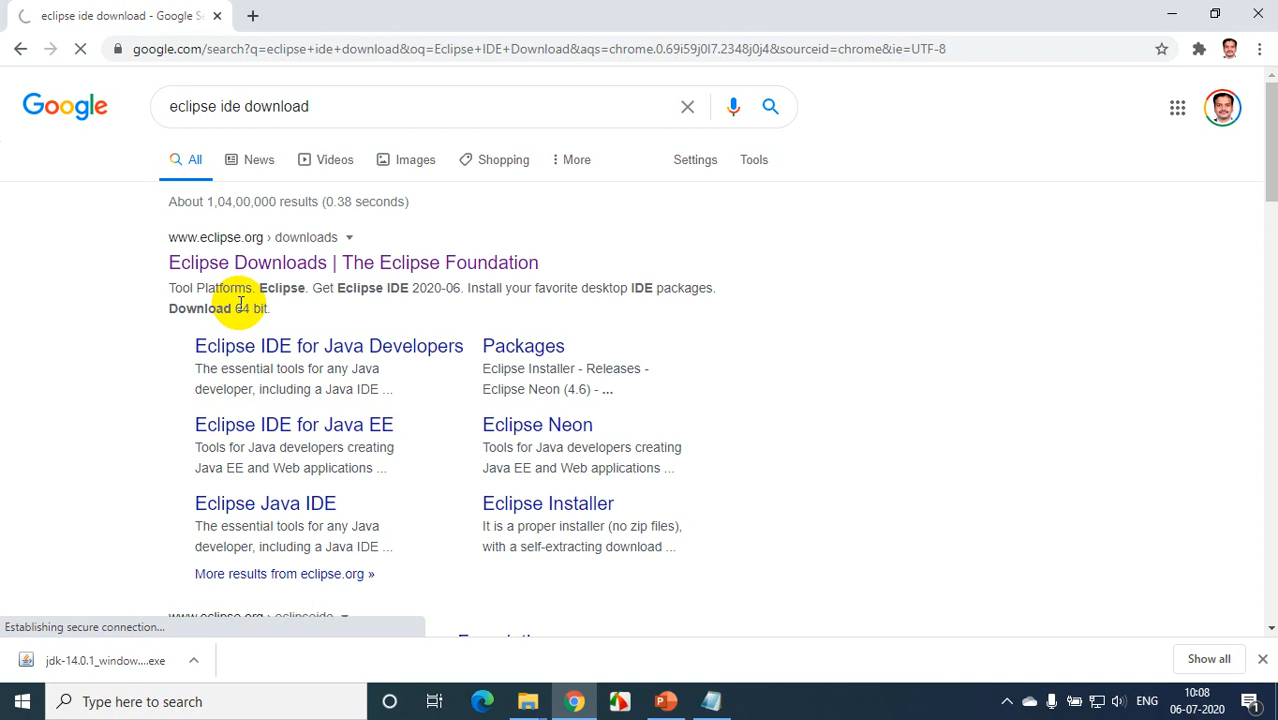 eclipse ide download - Google Se
google.com/search?q=eclipse+ide+download&oq=Eclipse+IDE+Download&aqs=chrome.0.69i59j0l7.2348j0j4&sourceid=chrome&ie=UTF-8
Google
eclipse ide download
All News Videos Images Shopping More Settings Tools
About 1,04,00,000 results (0.38 seconds)
www.eclipse.org › downloads
Eclipse Downloads | The Eclipse Foundation
Tool Platforms. Eclipse. Get Eclipse IDE 2020-06. Install your favorite desktop IDE packages.
Download 64 bit.
Eclipse IDE for Java Developers
The essential tools for any Java
developer, including a Java IDE ...
Packages
Eclipse Installer - Releases -
Eclipse Neon (4.6) - ...
Eclipse IDE for Java EE
Tools for Java developers creating
Java EE and Web applications ...
Eclipse Neon
Tools for Java developers creating
Java EE and Web applications ...
Eclipse Java IDE
The essential tools for any Java
developer, including a Java IDE ...
Eclipse Installer
It is a proper installer (no zip files),
with a self-extracting download ...
More results from eclipse.org »
www.eclipse.org › eclipseide
Establishing secure connection...
jdk-14.0.1_window....exe
Show all
Type here to search
ENG
10:08
06-07-2020
1